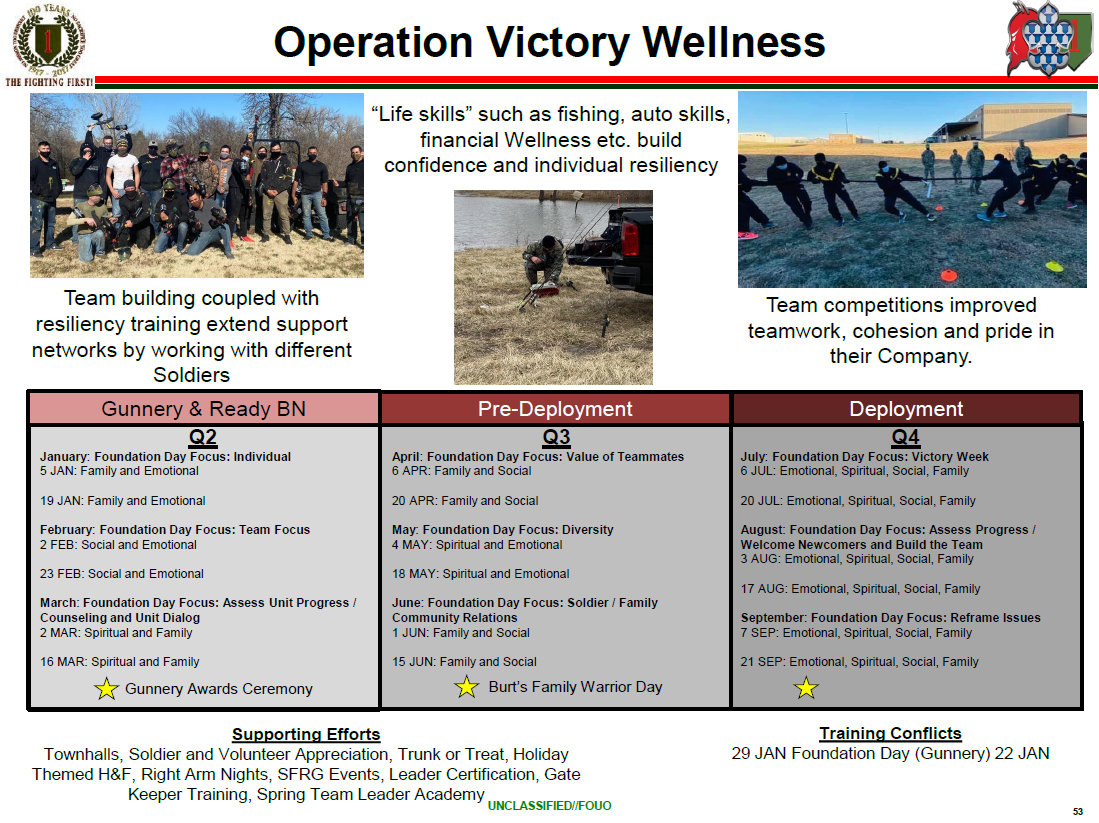 Operation Victory Wellness
100 YEARS
1
1917 - 2017
THE FIGHTING FIRST!
1
“Life skills” such as fishing, auto skills,
financial Wellness etc. build
confidence and individual resiliency
Team building coupled with
resiliency training extend support
networks by working with different
Soldiers
Team competitions improved
teamwork, cohesion and pride in
their Company.
Gunnery & Ready BN
Q2
January: Foundation Day Focus: Individual
5 JAN: Family and Emotional
19 JAN: Family and Emotional
February: Foundation Day Focus: Team Focus
2 FEB: Social and Emotional
23 FEB: Social and Emotional
March: Foundation Day Focus: Assess Unit Progress /
Counseling and Unit Dialog
2 MAR: Spiritual and Family
16 MAR: Spiritual and Family
Gunnery Awards Ceremony
Pre-Deployment
Q3
April: Foundation Day Focus: Value of Teammates
6 APR: Family and Social
20 APR: Family and Social
May: Foundation Day Focus: Diversity
4 MAY: Spiritual and Emotional
18 MAY: Spiritual and Emotional
June: Foundation Day Focus: Soldier / Family
Community Relations
1 JUN: Family and Social
15 JUN: Family and Social
Burt’s Family Warrior Day
Deployment
Q4
July: Foundation Day Focus: Victory Week
6 JUL: Emotional, Spiritual, Social, Family
20 JUL: Emotional, Spiritual, Social, Family
August: Foundation Day Focus: Assess Progress /
Welcome Newcomers and Build the Team
3 AUG: Emotional, Spiritual, Social, Family
17 AUG: Emotional, Spiritual, Social, Family
September: Foundation Day Focus: Reframe Issues
7 SEP: Emotional, Spiritual, Social, Family
21 SEP: Emotional, Spiritual, Social, Family
Supporting Efforts
Townhalls, Soldier and Volunteer Appreciation, Trunk or Treat, Holiday
Themed H&F, Right Arm Nights, SFRG Events, Leader Certification, Gate
Keeper Training, Spring Team Leader Academy
Training Conflicts
29 JAN Foundation Day (Gunnery) 22 JAN
UNCLASSIFIED//FOUO
53